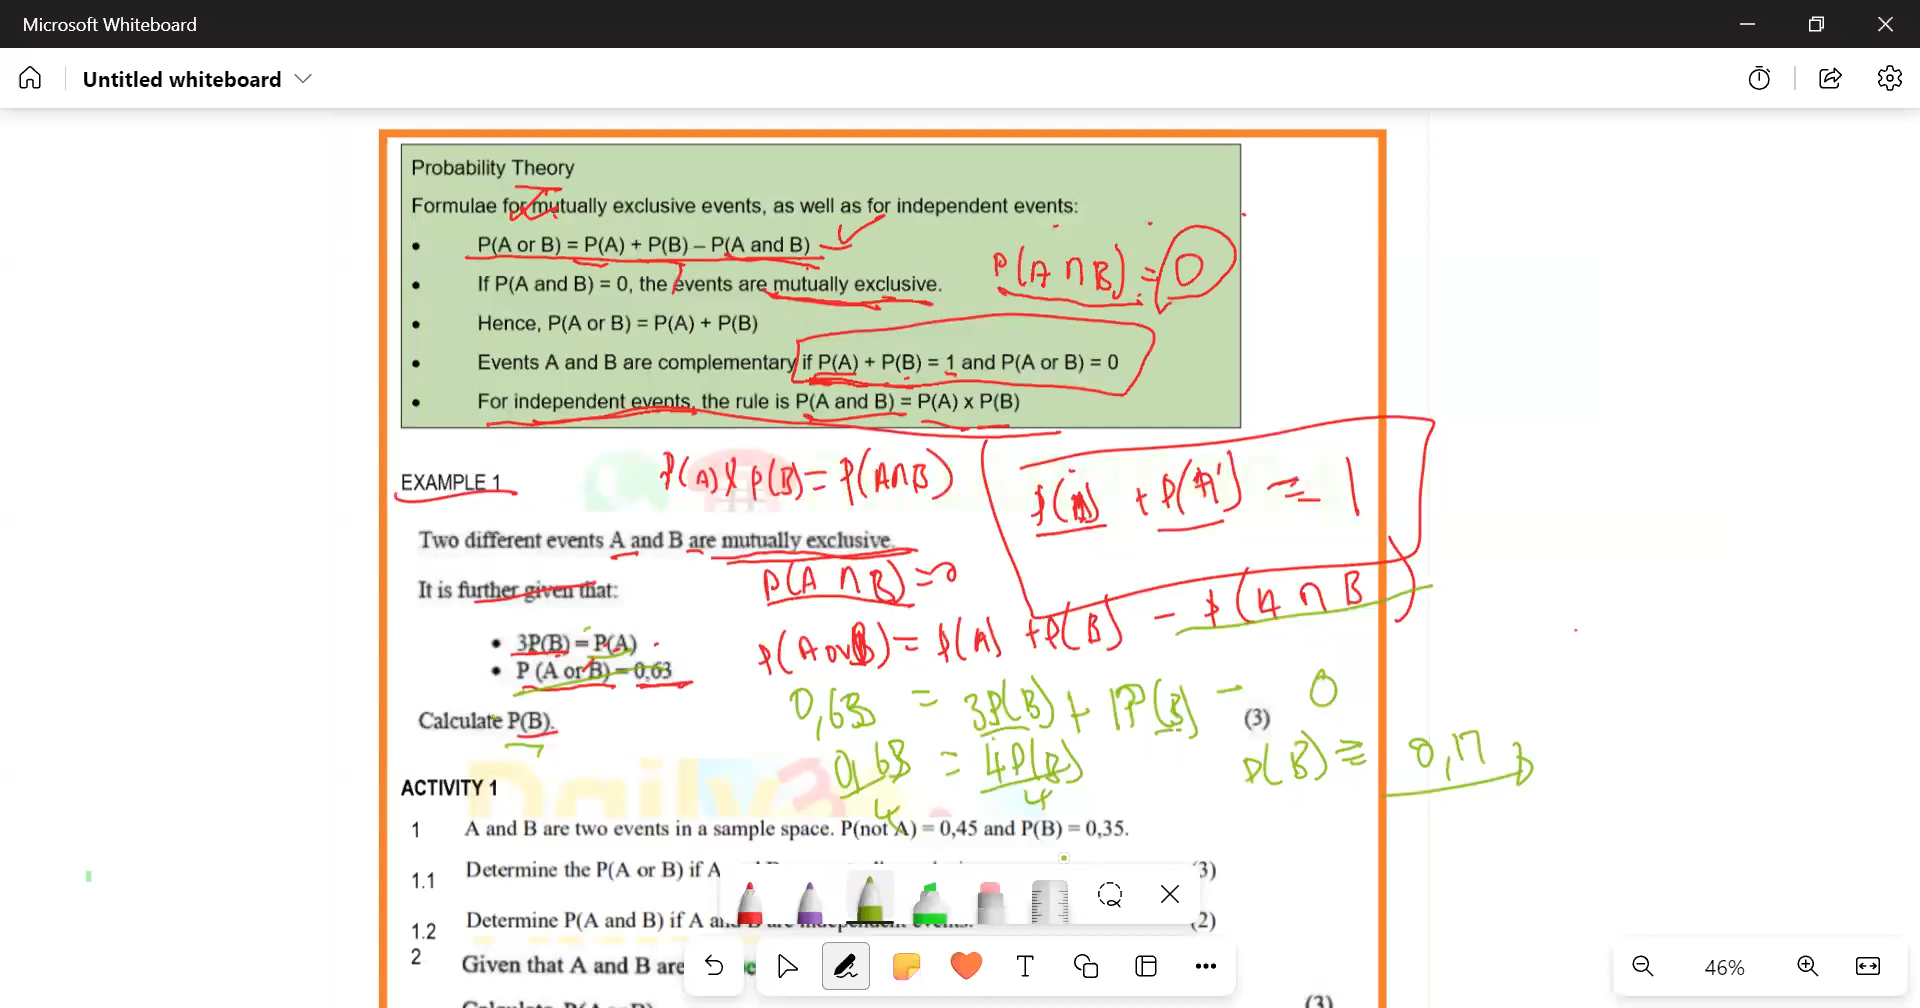 Microsoft Whiteboard
Untitled whiteboard
Probability Theory
Formulae for mutually exclusive events, as well as for independent events:
• P(A or B) = P(A) + P(B) – P(A and B)
• If P(A and B) = 0, the events are mutually exclusive.
P(A ∩ B) = 0
• Hence, P(A or B) = P(A) + P(B)
• Events A and B are complementary if P(A) + P(B) = 1 and P(A or B) = 0
• For independent events, the rule is P(A and B) = P(A) x P(B)
EXAMPLE 1
P(A) x P(B) = P(A∩B)
P(A) + P(A') = 1
Two different events A and B are mutually exclusive.
P(A ∩ B) = 0
It is further given that:
• 3P(B) = P(A)
P(A or B) = P(A) + P(B) - P(A ∩ B)
• P (A or B) = 0,63
0,63 = 3P(B) + 1P(B) - 0
Calculate P(B). (3)
0,63 = 4P(B)
4 4
P(B) = 0,17
ACTIVITY 1
1 A and B are two events in a sample space. P(not A) = 0,45 and P(B) = 0,35.
1.1 Determine the P(A or B) if A (3)
1.2 Determine P(A and B) if A are independent events. (2)
2 Given that A and B are
(3)
T
46%